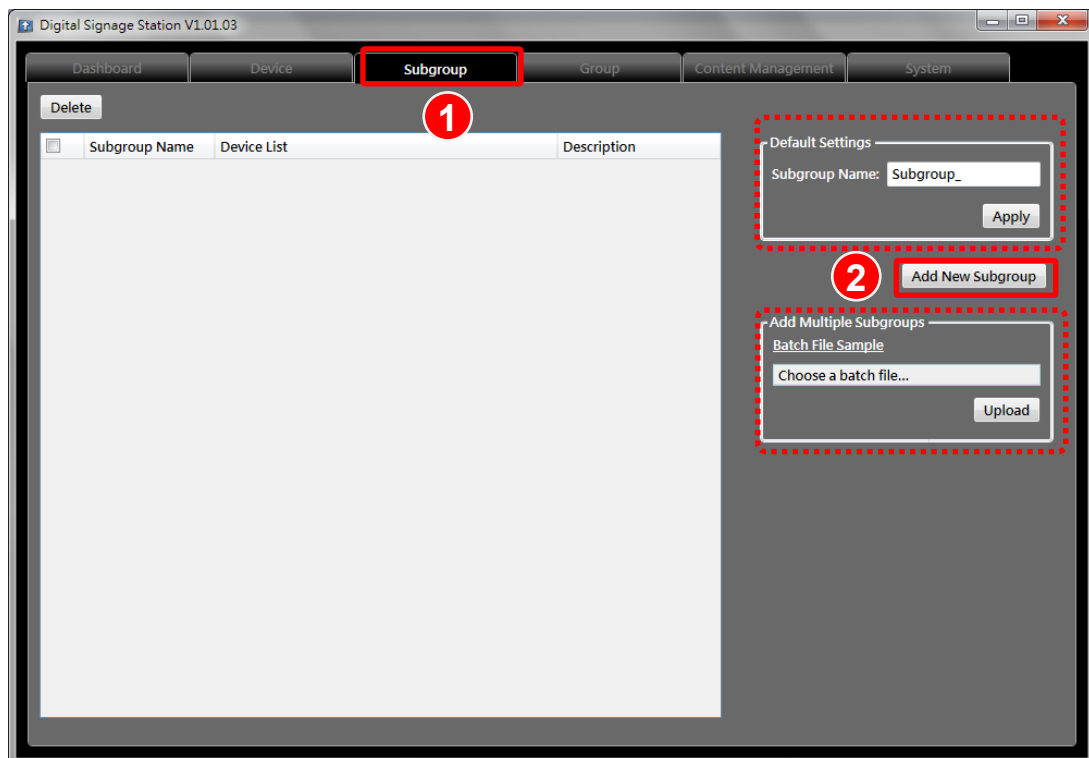 Digital Signage Station V1.01.03
Dashboard Device Subgroup Group Content Management System
1
Delete
Subgroup Name Device List Description
Default Settings
Subgroup Name: Subgroup_
Apply
2 Add New Subgroup
Add Multiple Subgroups
Batch File Sample
Choose a batch file...
Upload